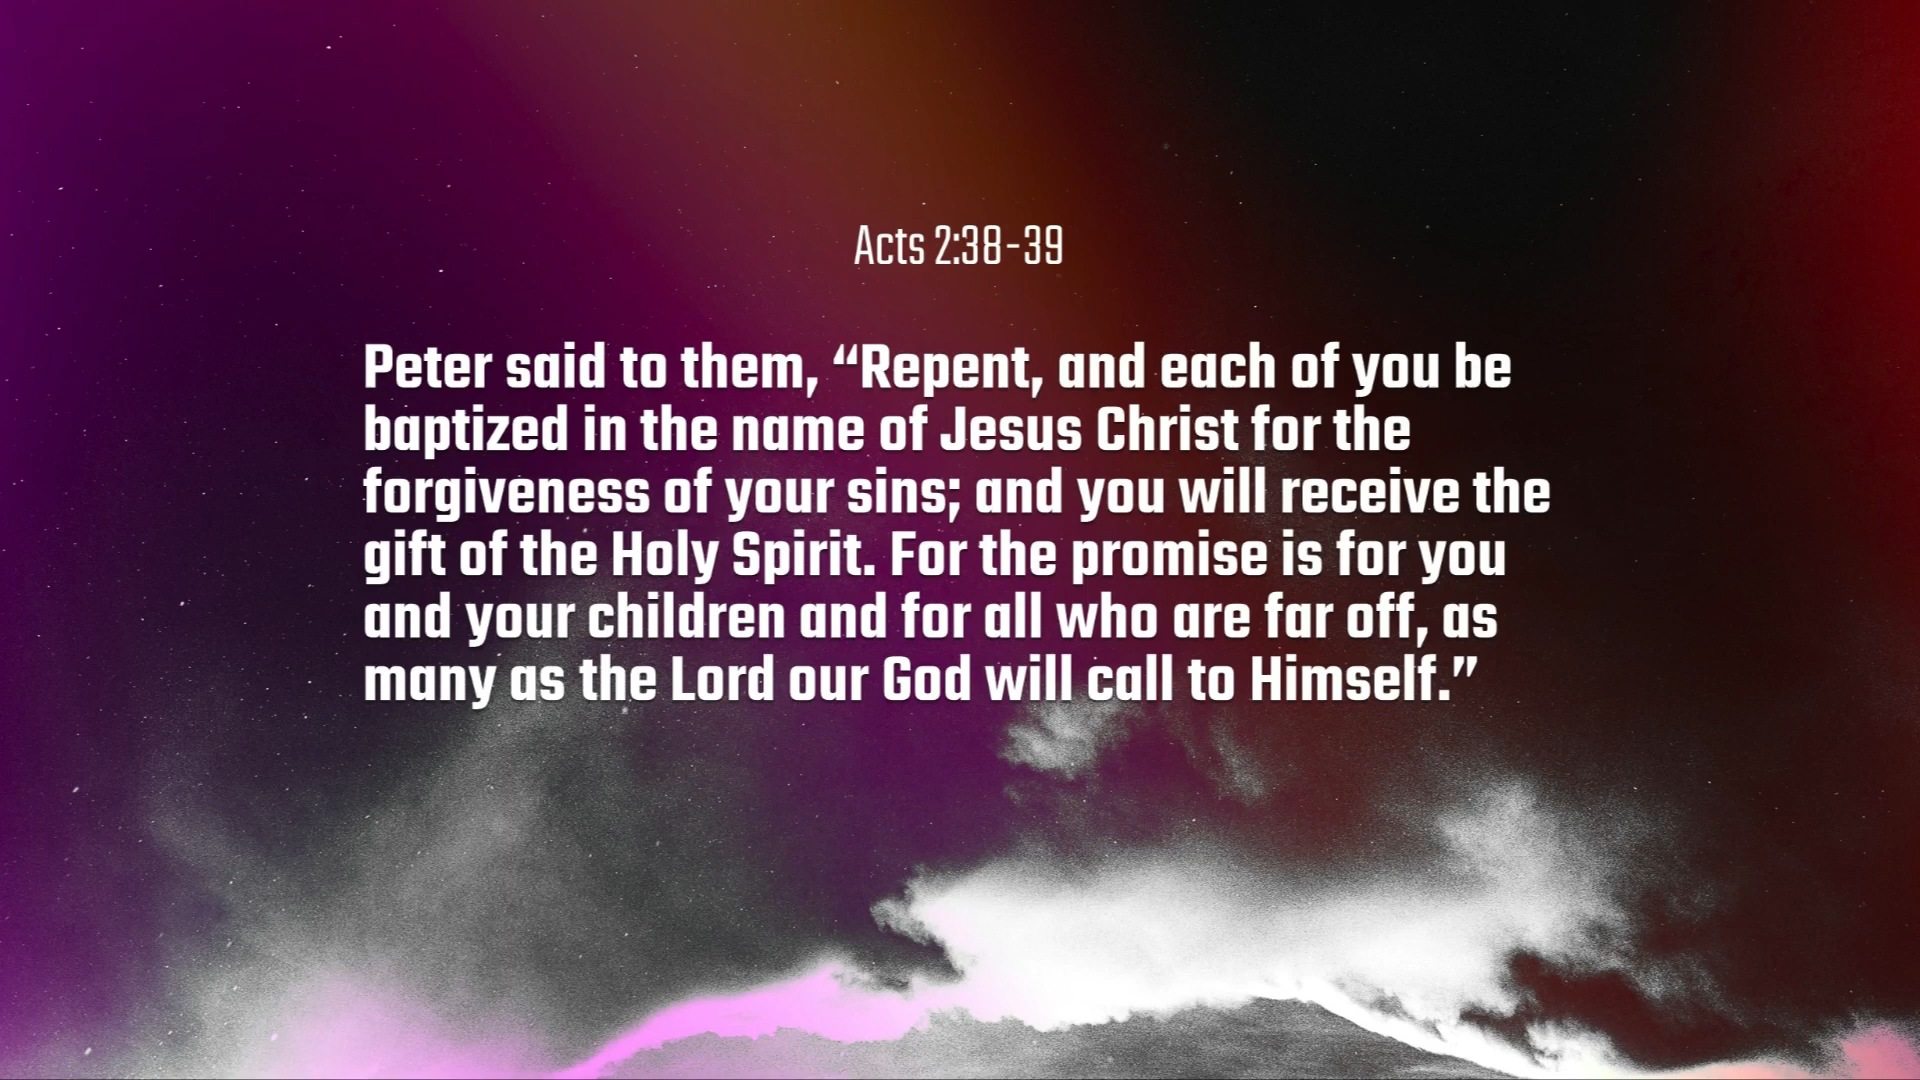 Acts 2:38-39
Peter said to them, “Repent, and each of you be
baptized in the name of Jesus Christ for the
forgiveness of your sins; and you will receive the
gift of the Holy Spirit. For the promise is for you
and your children and for all who are far off, as
many as the Lord our God will call to Himself.”